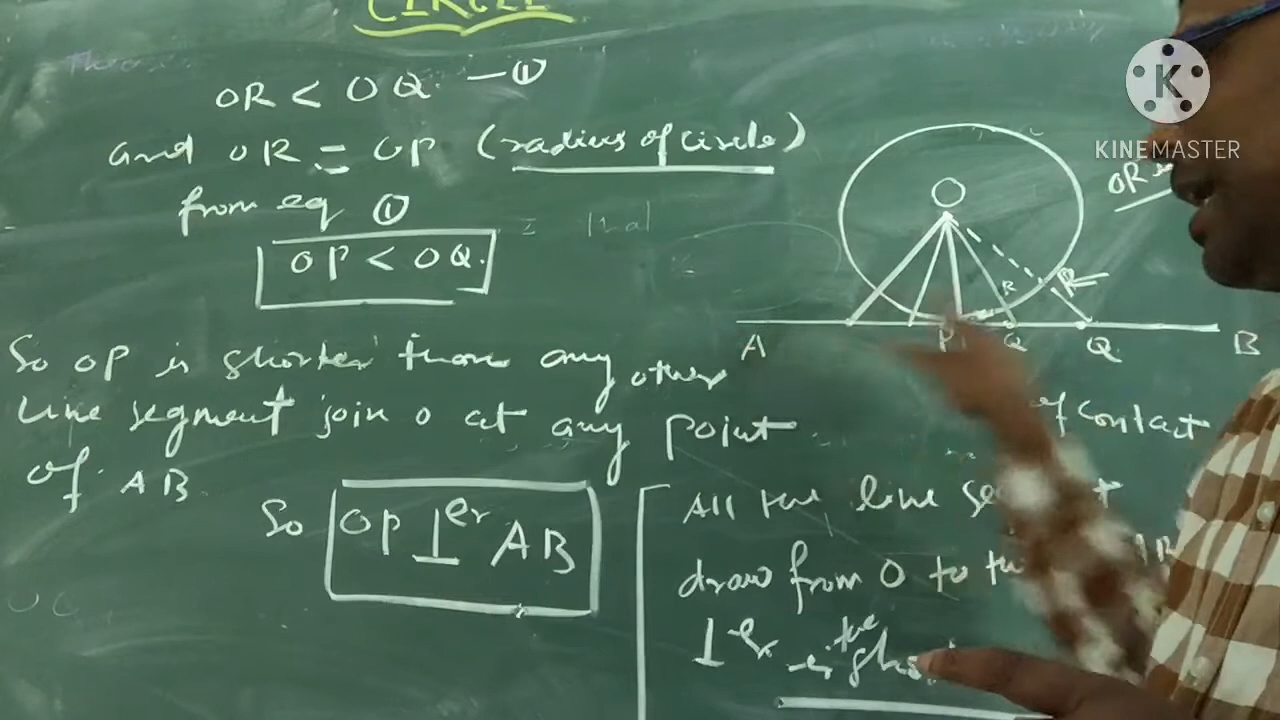 CIRCLE
OR < OQ. —①
and OR = OP (radius of circle)
from eq ①
OP < OQ.
So OP is shorter than any other
Line segment join O at any point
of AB.
So OP ⊥er AB
K
KINEMASTER
O
OR
R
R
A P Q Q. B
of contact
All the line
draw from O to
⊥er is the